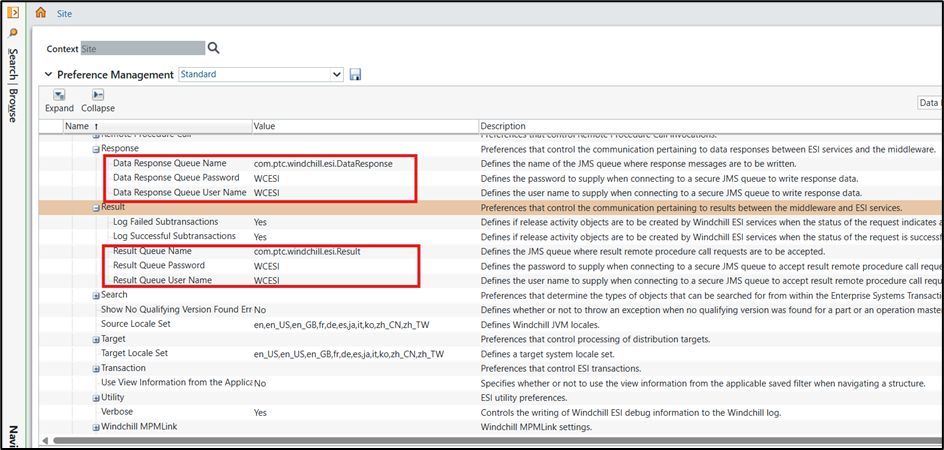 Site
Search | Browse
Context Site
Preference Management Standard
Expand Collapse
Data
Name ↑ Value Description
Remote Procedure Call Preferences that control Remote Procedure Call invocations.
Response Preferences that control the communication pertaining to data responses between ESI services and the middleware.
Data Response Queue Name com.ptc.windchill.esi.DataResponse Defines the name of the JMS queue where response messages are to be written.
Data Response Queue Password WCESI Defines the password to supply when connecting to a secure JMS queue to write response data.
Data Response Queue User Name WCESI Defines the user name to supply when connecting to a secure JMS queue to write response data.
Result Preferences that control the communication pertaining to results between the middleware and ESI services.
Log Failed Subtransactions Yes Defines if release activity objects are to be created by Windchill ESI services when the status of the request indicates a
Log Successful Subtransactions Yes Defines if release activity objects are to be created by Windchill ESI services when the status of the request is success
Result Queue Name com.ptc.windchill.esi.Result Defines the JMS queue where result remote procedure call requests are to be accepted.
Result Queue Password WCESI Defines the password to supply when connecting to a secure JMS queue to accept result remote procedure call reque
Result Queue User Name WCESI Defines the user name to supply when connecting to a secure JMS queue to accept result remote procedure call requ
Search Preferences that determine the types of objects that can be searched for from within the Enterprise Systems Transactio
Show No Qualifying Version Found Err No Defines whether or not to throw an exception when no qualifying version was found for a part or an operation maste
Source Locale Set en,en_US,en_GB,fr,de,es,ja,it,ko,zh_CN,zh_TW Defines Windchill JVM locales.
Target Preferences that control processing of distribution targets.
Target Locale Set en_US,en_US,en_GB,fr,de,es,ja,it,ko,zh_CN,zh_TW Defines a target system locale set.
Transaction Preferences that control ESI transactions.
Use View Information from the Applica No Specifies whether or not to use the view information from the applicable saved filter when navigating a structure.
Utility ESI utility preferences.
Verbose Yes Controls the writing of Windchill ESI debug information to the Windchill log.
Windchill MPMLink Windchill MPMLink settings.
Navi